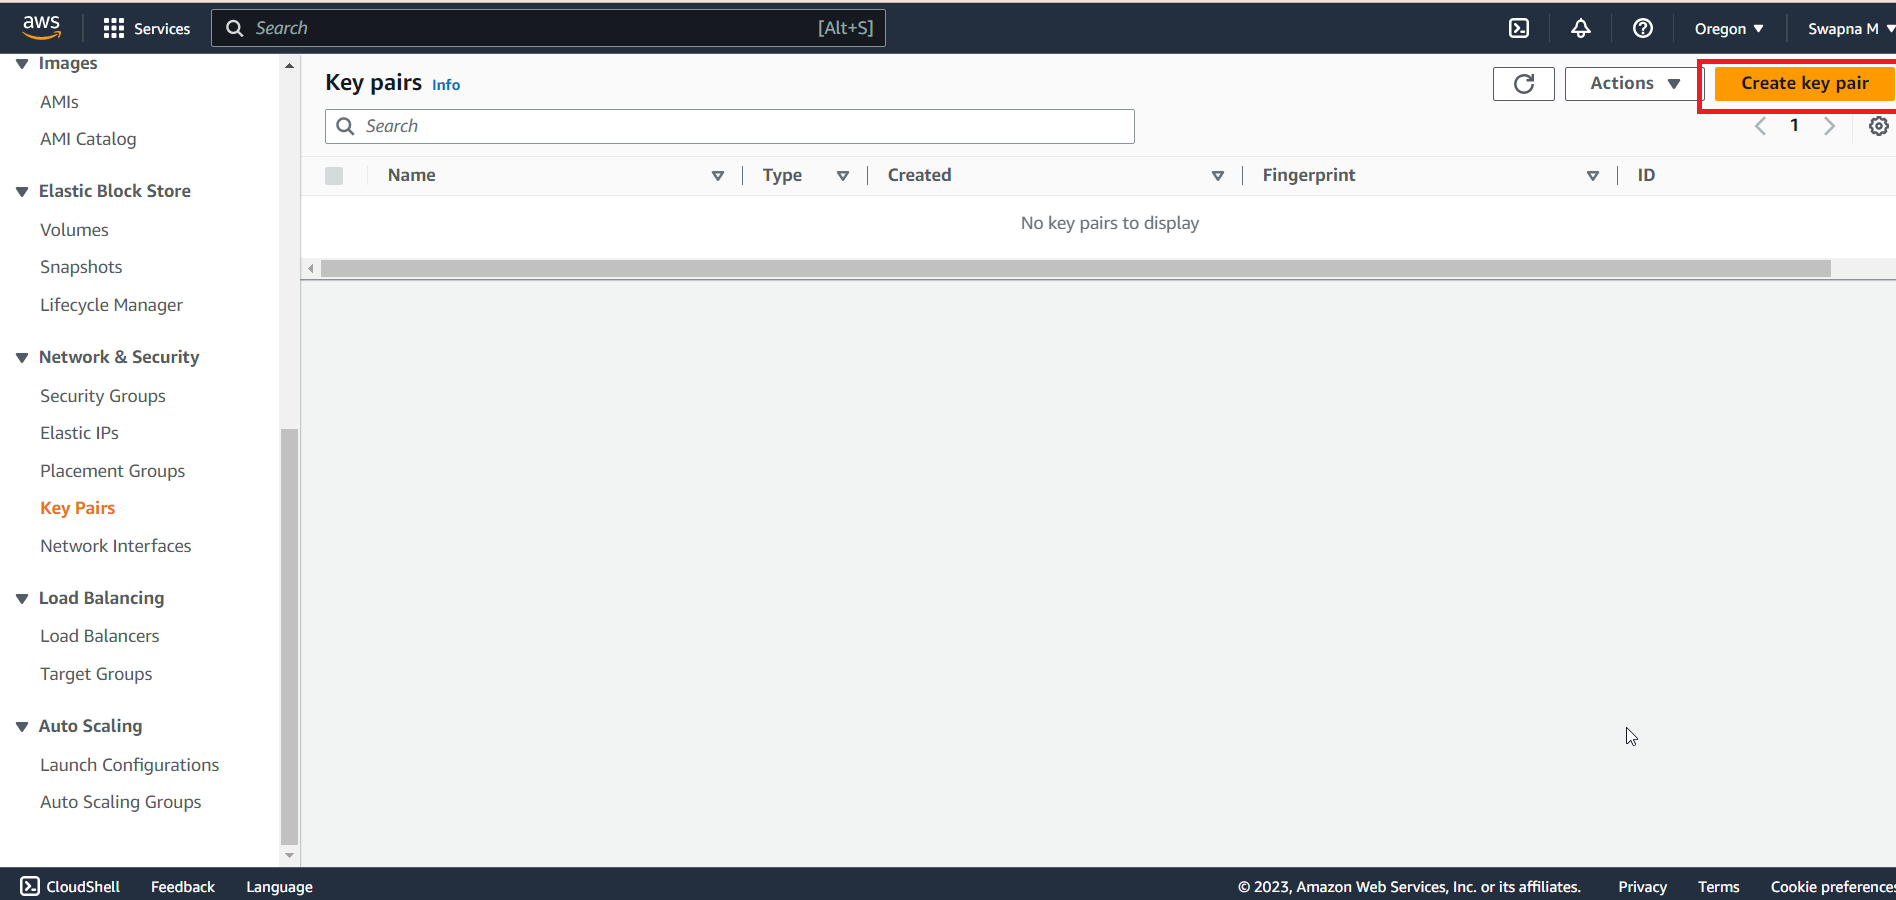 aws Services Search [Alt+S] Oregon Swapna M
Images
AMIs
AMI Catalog
Elastic Block Store
Volumes
Snapshots
Lifecycle Manager
Network & Security
Security Groups
Elastic IPs
Placement Groups
Key Pairs
Network Interfaces
Load Balancing
Load Balancers
Target Groups
Auto Scaling
Launch Configurations
Auto Scaling Groups
Key pairs Info Actions Create key pair
Search 1
Name Type Created Fingerprint ID
No key pairs to display
CloudShell Feedback Language © 2023, Amazon Web Services, Inc. or its affiliates. Privacy Terms Cookie preferences